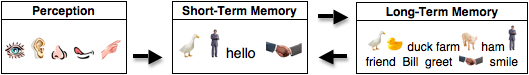 Perception
Short-Term Memory
hello
Long-Term Memory
duck farm ham
friend Bill greet smile